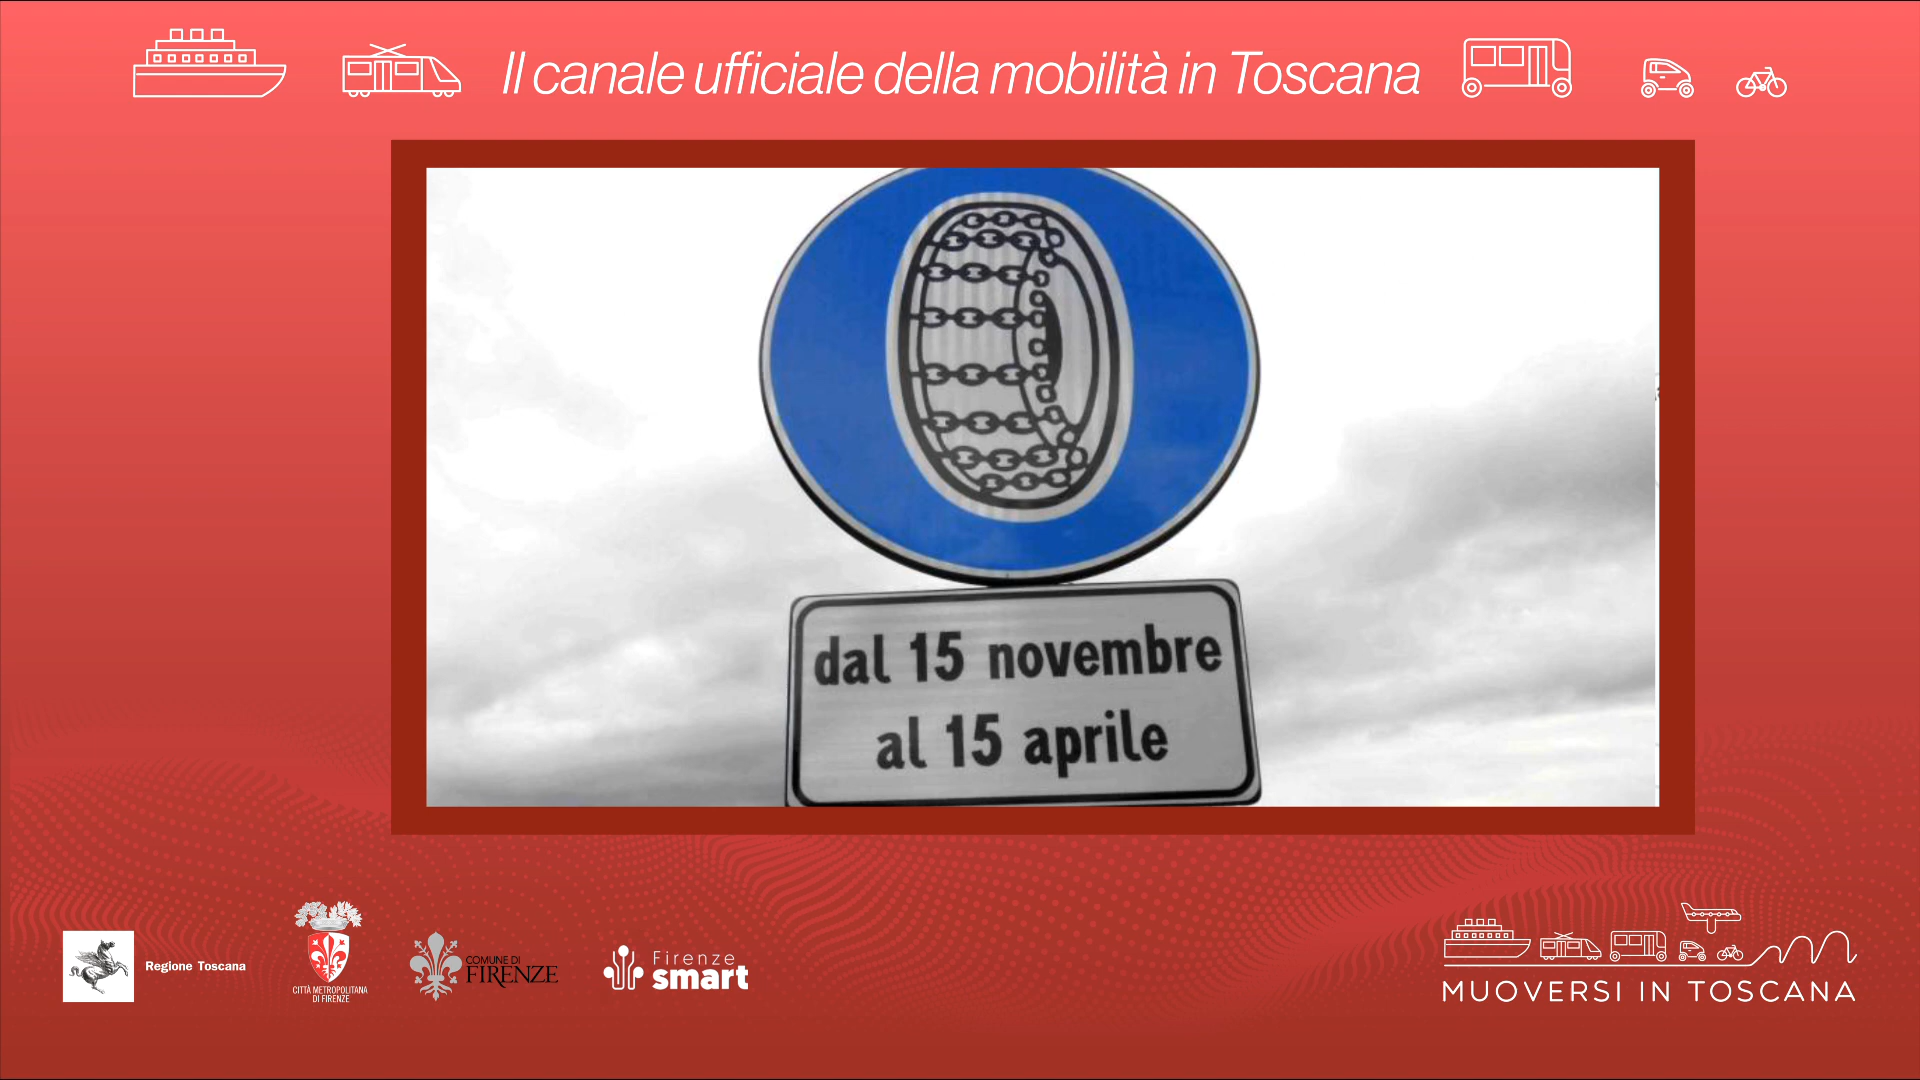 Il canale ufficiale della mobilità in Toscana
dal 15 novembre
al 15 aprile
Regione Toscana
CITTÀ METROPOLITANA
DI FIRENZE
COMUNE DI
FIRENZE
Firenze
smart
MUOVERSI IN TOSCANA